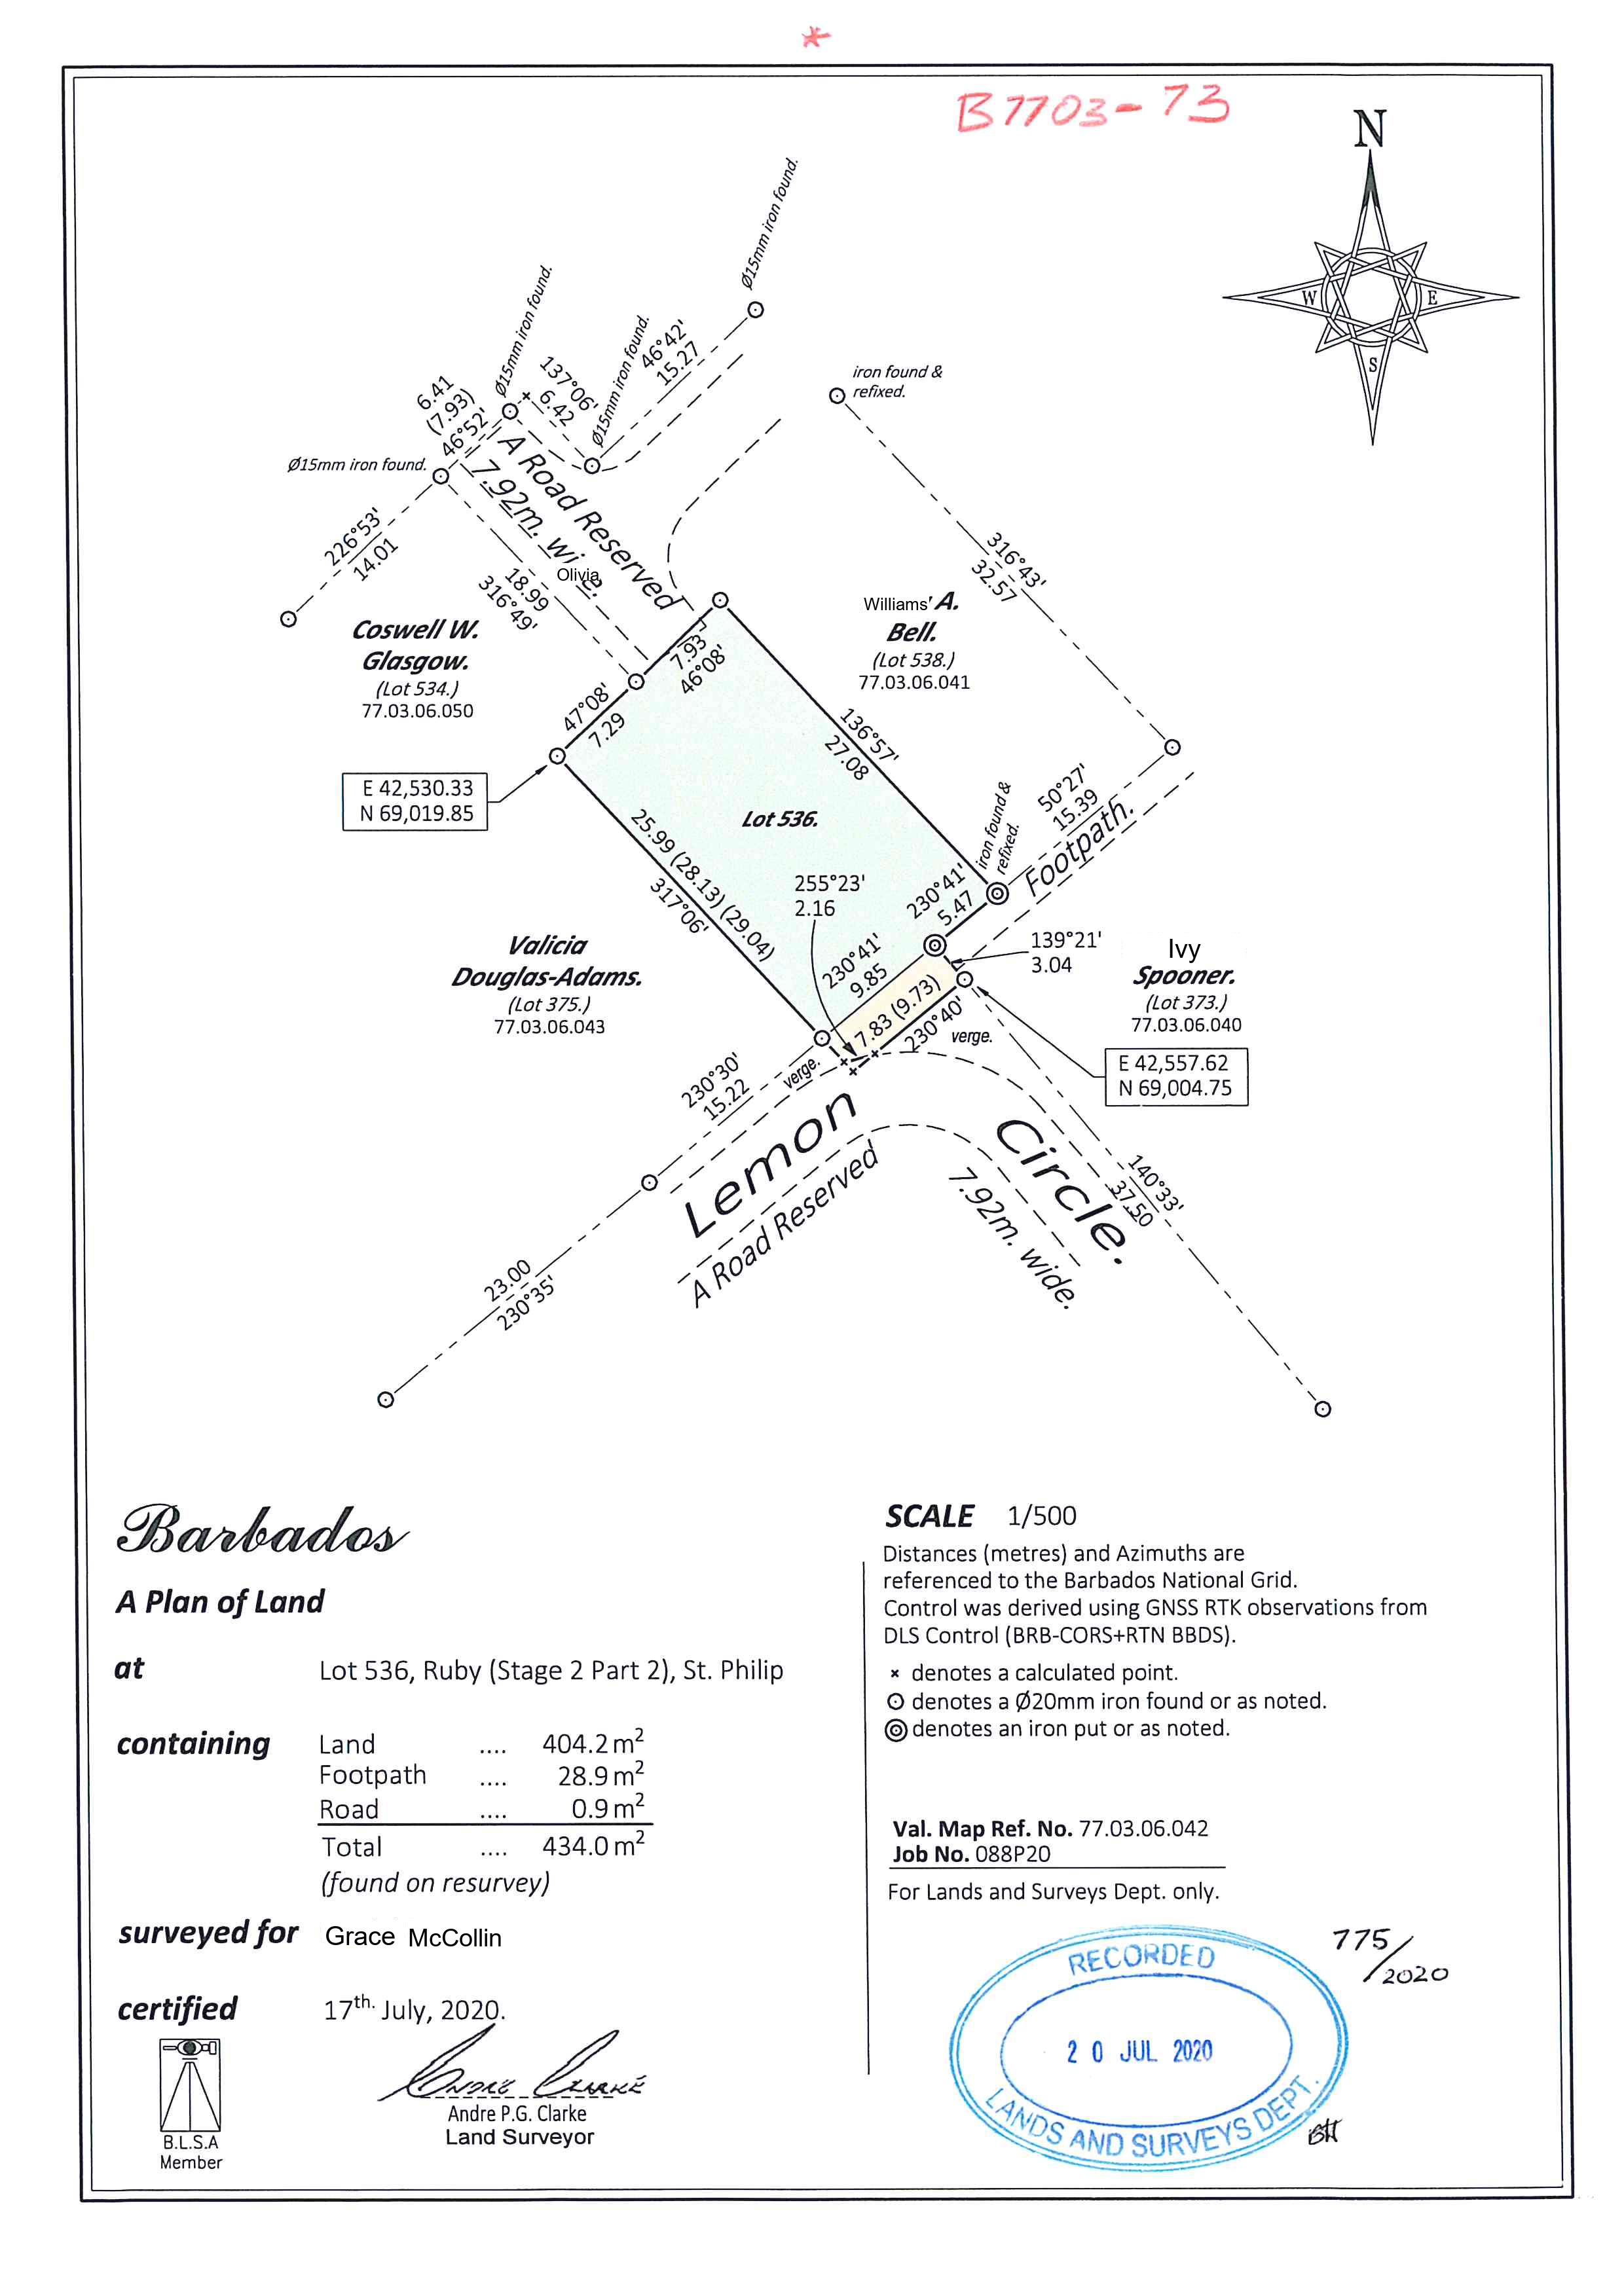 *
B7703-73
N
W
E
S
Ø15mm iron found.
Ø15mm iron found.
Ø15mm iron found.
Ø15mm iron found.
46°42'
15.27
137°06'
6.42
6.41
(7.93)
46°52'
iron found &
refixed.
A Road Reserved
7.92m. wi e.
Olivia
226°53'
14.01
18.99
316°49'
316°43'
32.57
Coswell W.
Glasgow.
(Lot 534.)
77.03.06.050
Williams' A.
Bell.
(Lot 538.)
77.03.06.041
7.93
46°08'
47°08'
7.29
136°57'
27.08
E 42,530.33
N 69,019.85
Lot 536.
25.99 (28.13) (29.04)
317°06'
255°23'
2.16
iron found &
refixed.
50°27'
15.39
Footpath.
230°41'
5.47
230°41'
9.85
139°21'
3.04
7.83 (9.73)
230°40'
verge.
verge.
Valicia
Douglas-Adams.
(Lot 375.)
77.03.06.043
Ivy
Spooner.
(Lot 373.)
77.03.06.040
E 42,557.62
N 69,004.75
230°30'
15.22
Lemon
Circle.
A Road Reserved
7.92m. wide.
140°33'
37.50
23.00
230°35'
Barbados
A Plan of Land
at Lot 536, Ruby (Stage 2 Part 2), St. Philip
containing Land .... 404.2 m²
Footpath .... 28.9 m²
Road .... 0.9 m²
Total .... 434.0 m²
(found on resurvey)
surveyed for Grace McCollin
certified 17th. July, 2020.
Andre Clarke
Andre P.G. Clarke
Land Surveyor
B.L.S.A
Member
SCALE 1/500
Distances (metres) and Azimuths are
referenced to the Barbados National Grid.
Control was derived using GNSS RTK observations from
DLS Control (BRB-CORS+RTN BBDS).
× denotes a calculated point.
⊙ denotes a Ø20mm iron found or as noted.
◎ denotes an iron put or as noted.
Val. Map Ref. No. 77.03.06.042
Job No. 088P20
For Lands and Surveys Dept. only.
775/2020
RECORDED
20 JUL 2020
LANDS AND SURVEYS DEPT.